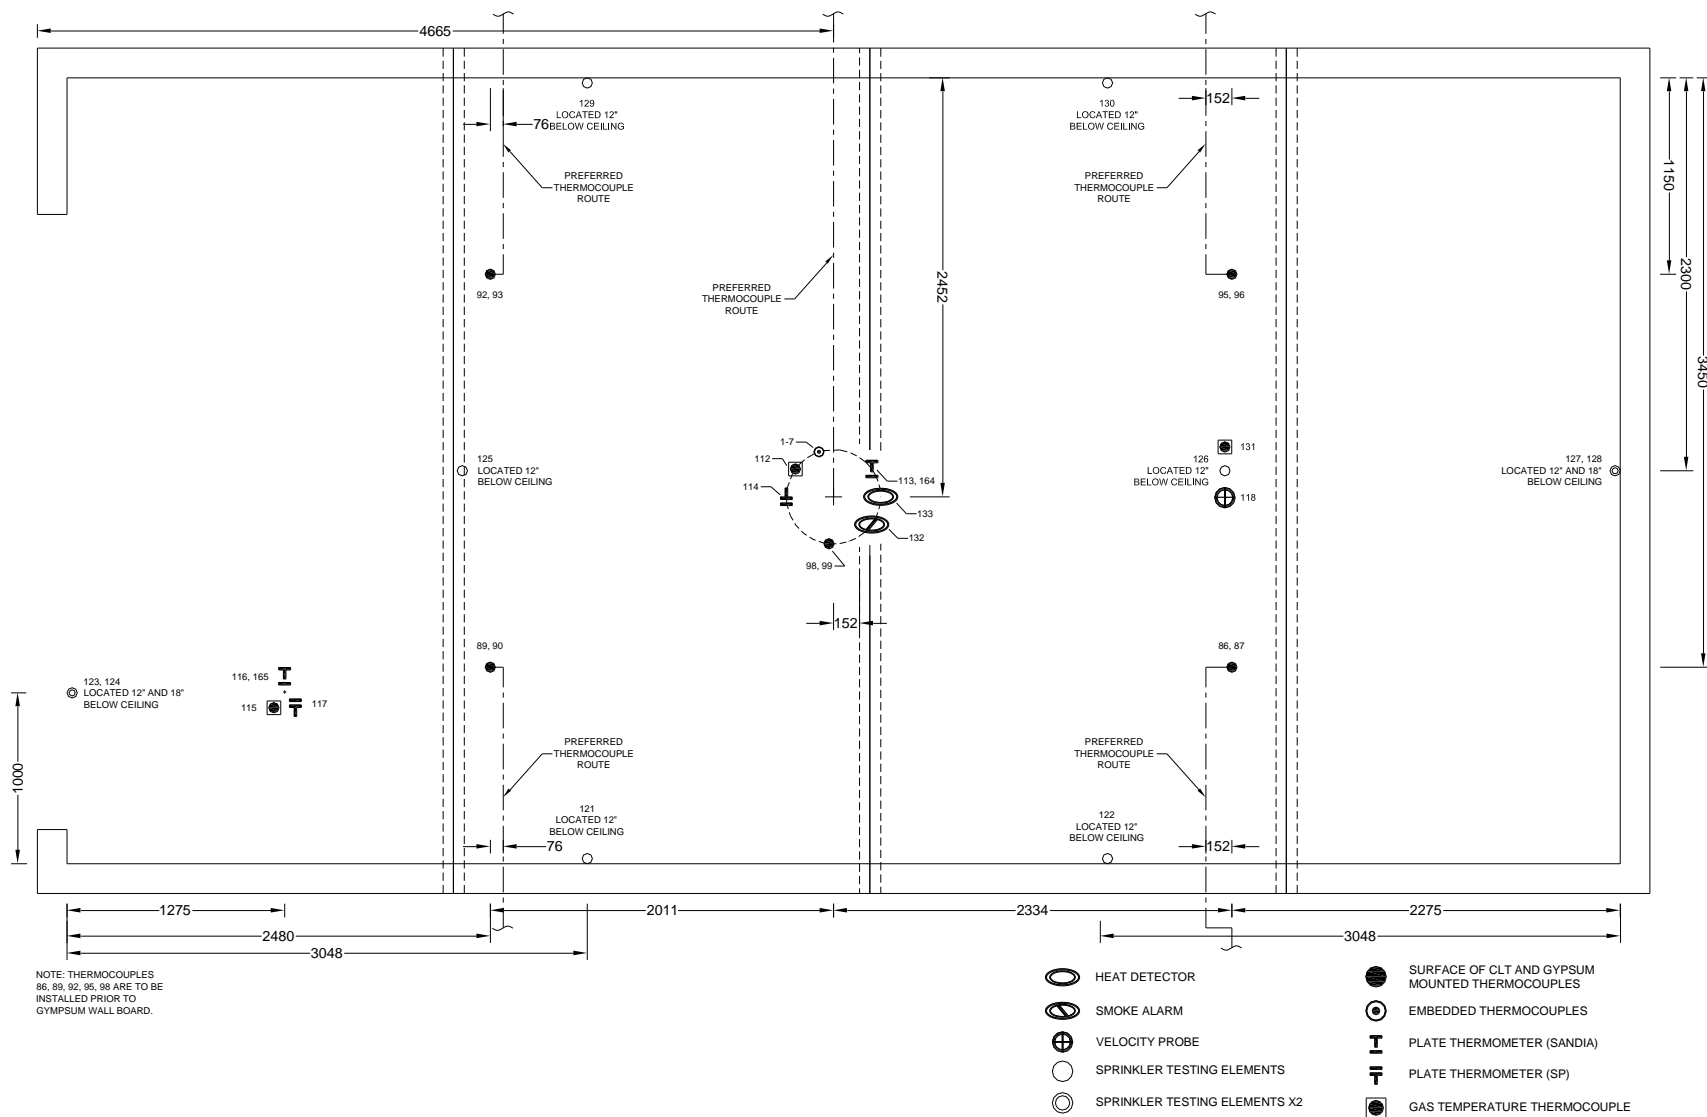 4665
129
LOCATED 12"
BELOW CEILING
76
130
LOCATED 12"
BELOW CEILING
152
PREFERRED
THERMOCOUPLE
ROUTE
PREFERRED
THERMOCOUPLE
ROUTE
1150
2300
3450
2452
92, 93
PREFERRED
THERMOCOUPLE
ROUTE
95, 96
1-7
112
114
113, 164
133
132
98, 99
125
LOCATED 12"
BELOW CEILING
131
126
LOCATED 12"
BELOW CEILING
118
127, 128
LOCATED 12" AND 18"
BELOW CEILING
152
89, 90
86, 87
123, 124
LOCATED 12" AND 18"
BELOW CEILING
116, 165
115
117
1000
PREFERRED
THERMOCOUPLE
ROUTE
PREFERRED
THERMOCOUPLE
ROUTE
121
LOCATED 12"
BELOW CEILING
76
122
LOCATED 12"
BELOW CEILING
152
1275
2011
2334
2275
2480
3048
3048
NOTE: THERMOCOUPLES
86, 89, 92, 95, 98 ARE TO BE
INSTALLED PRIOR TO
GYMPSUM WALL BOARD.
HEAT DETECTOR
SMOKE ALARM
VELOCITY PROBE
SPRINKLER TESTING ELEMENTS
SPRINKLER TESTING ELEMENTS X2
SURFACE OF CLT AND GYPSUM
MOUNTED THERMOCOUPLES
EMBEDDED THERMOCOUPLES
PLATE THERMOMETER (SANDIA)
PLATE THERMOMETER (SP)
GAS TEMPERATURE THERMOCOUPLE